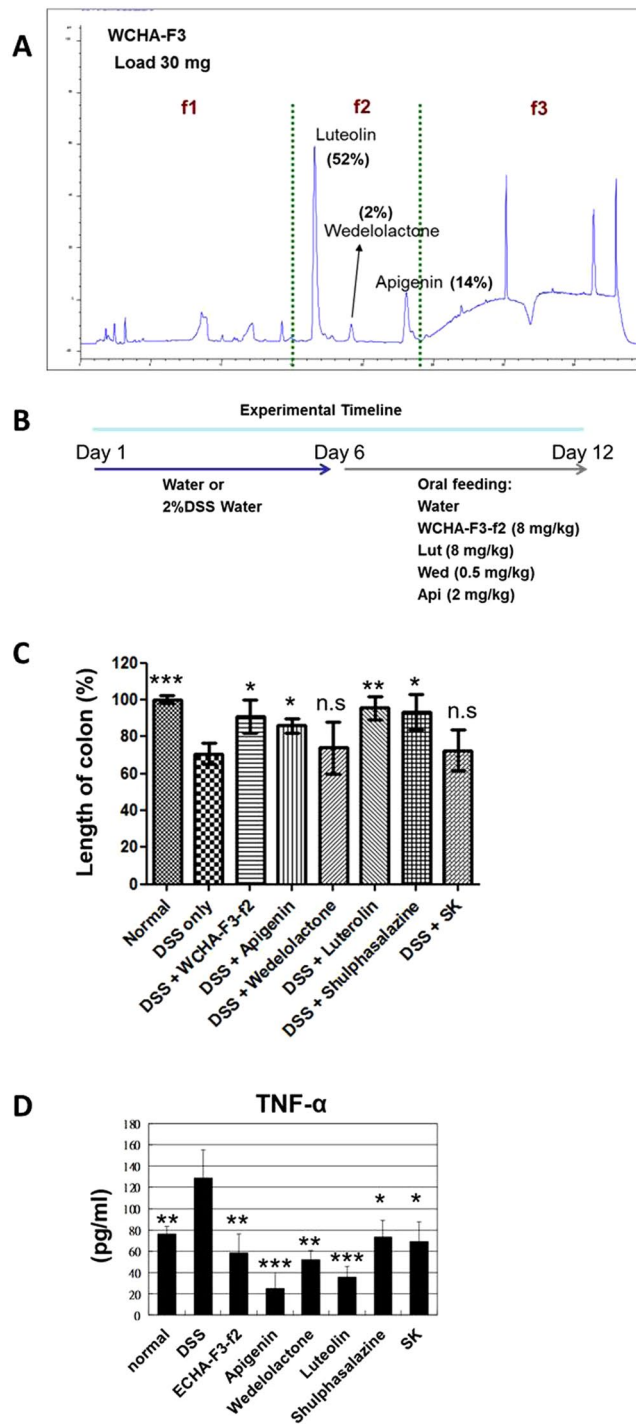 A
WCHA-F3
Load 30 mg
f1
f2
f3
Luteolin
(52%)
(2%)
Wedelolactone
Apigenin (14%)
B
Experimental Timeline
Day 1
Day 6
Day 12
Water or
2%DSS Water
Oral feeding:
Water
WCHA-F3-f2 (8 mg/kg)
Lut (8 mg/kg)
Wed (0.5 mg/kg)
Api (2 mg/kg)
C
Length of colon (%)
120
100
80
60
40
20
0
***
*
*
n.s
**
*
n.s
Normal
DSS only
DSS + WCHA-F3-f2
DSS + Apigenin
DSS + Wedelolactone
DSS + Luterolin
DSS + Shulphasalazine
DSS + SK
D
TNF-α
(pg/ml)
180
160
140
120
100
80
60
40
20
0
**
**
***
**
***
*
*
normal
DSS
ECHA-F3-f2
Apigenin
Wedelolactone
Luteolin
Shulphasalazine
SK